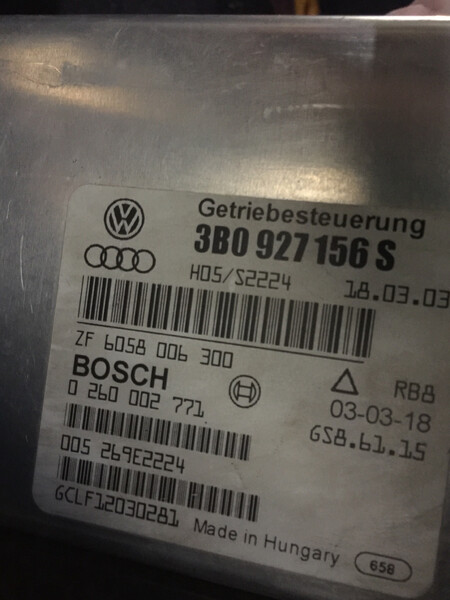 Getriebesteuerung
3B0 927 156 S
H05/S2224 18.03.03
ZF 6058 006 300
BOSCH
RB8
0 260 002 771
03-03-18
GS8.61.15
005 269E2224
GCLF12030281
Made in Hungary 658